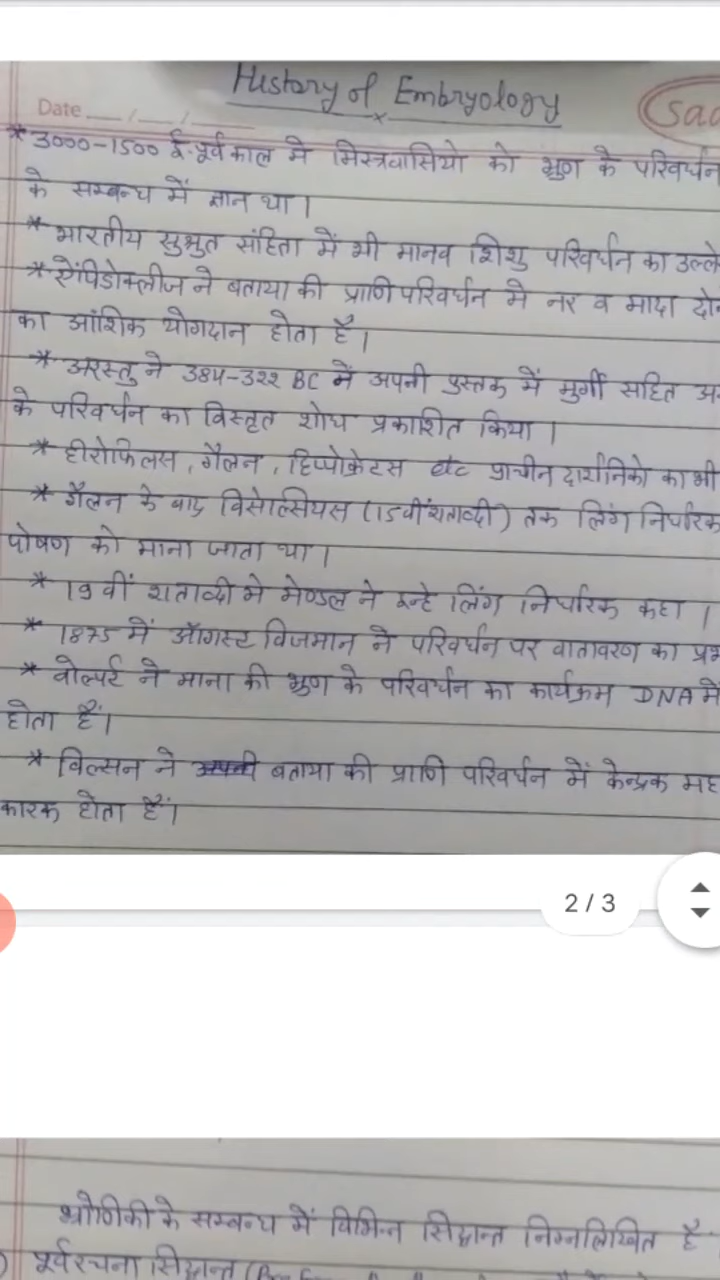 History of Embryology
Date
* 3000-1500 ई.पूर्व काल मे मिस्त्रवासियो को भ्रुण के परिवर्धन
के सम्बन्ध में ज्ञान था।
* भारतीय सुश्रुत संहिता में भी मानव शिशु परिवर्धन का उल्ले
* ऐंपिडोक्लीज ने बताया की प्राणि परिवर्धन मे नर व मादा दो
का आंशिक योगदान होता है।
* अरस्तु ने 384-322 BC में अपनी पुस्तक में मुर्गी सहित अ
के परिवर्धन का विस्तृत शोध प्रकाशित किया।
* हीरोफिलस, गैलन, हिप्पोक्रेटस etc प्राचीन दार्शनिको का भी
* गैलन के बाद विसेल्सियस (15वीं शताब्दी) तक लिंग निर्धारक
पोषण को माना जाता था।
* 19 वीं शताब्दी मे मेण्डल ने इन्हे लिंग निर्धारक कहा।
* 1875 में ऑगस्ट विजमान ने परिवर्धन पर वातावरण का प्रभ
* वोल्पर्ट ने माना की भ्रुण के परिवर्धन का कार्यक्रम DNA में
होता हैं।
* विल्सन ने बताया की प्राणि परिवर्धन में केन्द्रक मह
कारक होता हैं।
2 / 3
भ्रोणिकी के सम्बन्ध में विभिन्न सिद्धान्त निम्नलिखित है
पूर्वरचना सिद्धान्त